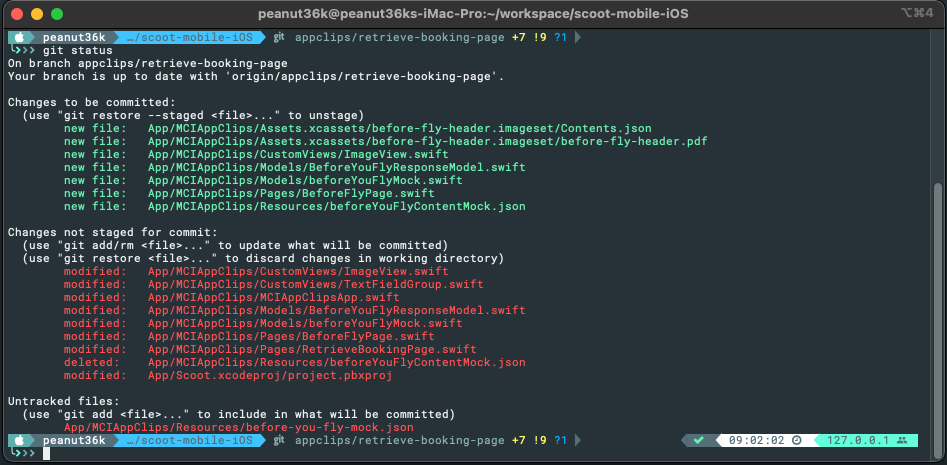 peanut36k@peanut36ks-iMac-Pro:~/workspace/scoot-mobile-iOS
⌥⌘4
peanut36k …/scoot-mobile-iOS git appclips/retrieve-booking-page +7 !9 ?1
git status
On branch appclips/retrieve-booking-page
Your branch is up to date with 'origin/appclips/retrieve-booking-page'.
Changes to be committed:
(use "git restore --staged <file>..." to unstage)
new file: App/MCIAppClips/Assets.xcassets/before-fly-header.imageset/Contents.json
new file: App/MCIAppClips/Assets.xcassets/before-fly-header.imageset/before-fly-header.pdf
new file: App/MCIAppClips/CustomViews/ImageView.swift
new file: App/MCIAppClips/Models/BeforeYouFlyResponseModel.swift
new file: App/MCIAppClips/Models/beforeYouFlyMock.swift
new file: App/MCIAppClips/Pages/BeforeFlyPage.swift
new file: App/MCIAppClips/Resources/beforeYouFlyContentMock.json
Changes not staged for commit:
(use "git add/rm <file>..." to update what will be committed)
(use "git restore <file>..." to discard changes in working directory)
modified: App/MCIAppClips/CustomViews/ImageView.swift
modified: App/MCIAppClips/CustomViews/TextFieldGroup.swift
modified: App/MCIAppClips/MCIAppClipsApp.swift
modified: App/MCIAppClips/Models/BeforeYouFlyResponseModel.swift
modified: App/MCIAppClips/Models/beforeYouFlyMock.swift
modified: App/MCIAppClips/Pages/BeforeFlyPage.swift
modified: App/MCIAppClips/Pages/RetrieveBookingPage.swift
deleted: App/MCIAppClips/Resources/beforeYouFlyContentMock.json
modified: App/Scoot.xcodeproj/project.pbxproj
Untracked files:
(use "git add <file>..." to include in what will be committed)
App/MCIAppClips/Resources/before-you-fly-mock.json
peanut36k …/scoot-mobile-iOS git appclips/retrieve-booking-page +7 !9 ?1 ✔ 09:02:02 127.0.0.1